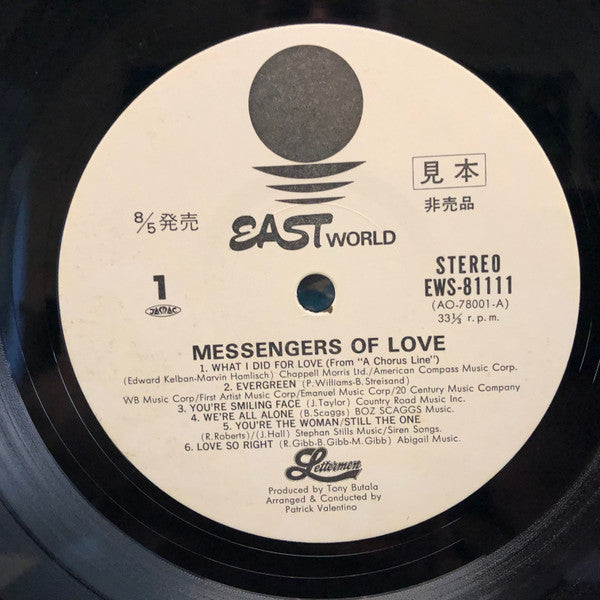 見本
非売品
8/5発売
EAST WORLD
1
JASRAC
STEREO
EWS-81111
(AO-78001-A)
33⅓ r.p.m.
MESSENGERS OF LOVE
1. WHAT I DID FOR LOVE (From "A Chorus Line")
(Edward Kelban-Marvin Hamlisch) Chappell Morris Ltd./American Compass Music Corp.
2. EVERGREEN (P.Williams-B.Streisand)
WB Music Corp/First Artist Music Corp/Emanuel Music Corp/20 Century Music Company
3. YOU'RE SMILING FACE (J.Taylor) Country Road Music Inc.
4. WE'RE ALL ALONE (B.Scaggs) BOZ SCAGGS Music.
5. YOU'RE THE WOMAN/STILL THE ONE
(R.Roberts)/(J.Hall) Stephan Stills Music/Siren Songs.
6. LOVE SO RIGHT (R.Gibb-B.Gibb-M.Gibb) Abigail Music.
Lettermen
Produced by Tony Butala
Arranged & Conducted by
Patrick Valentino